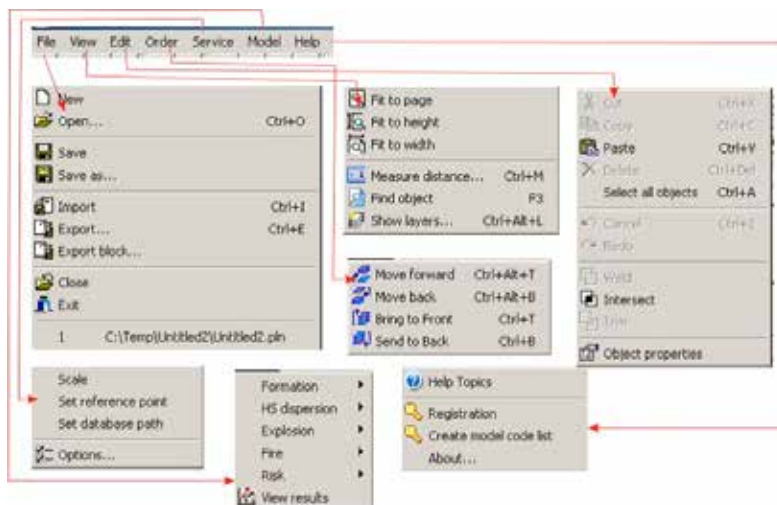 File View Edit Order Service Model Help
New
Open... Ctrl+O
Save
Save as...
Import Ctrl+I
Export... Ctrl+E
Export block...
Close
Exit
1 C:\Temp\Untitled2\Untitled2.pln
Fit to page
Fit to height
Fit to width
Measure distance... Ctrl+M
Find object F3
Show layers... Ctrl+Alt+L
Move forward Ctrl+Alt+T
Move back Ctrl+Alt+B
Bring to Front Ctrl+T
Send to Back Ctrl+B
Cut Ctrl+X
Copy Ctrl+C
Paste Ctrl+V
Delete Ctrl+Del
Select all objects Ctrl+A
Cancel Ctrl+Z
Redo
Weld
Intersect
Trim
Object properties
Scale
Set reference point
Set database path
Options...
Formation
HS dispersion
Explosion
Fire
Risk
View results
Help Topics
Registration
Create model code list
About...